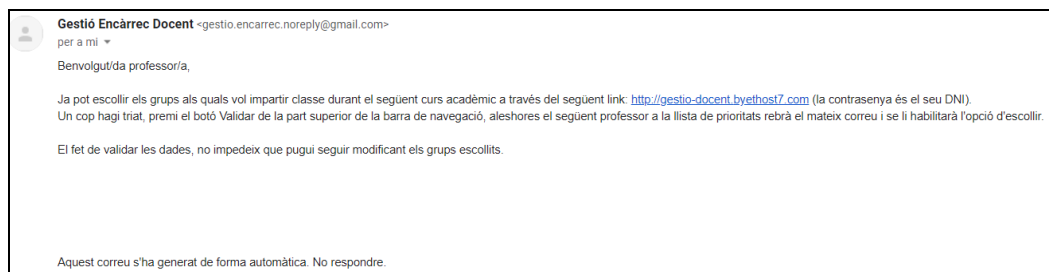 Gestió Encàrrec Docent <gestio.encarrec.noreply@gmail.com>
per a mi
Benvolgut/da professor/a,
Ja pot escollir els grups als quals vol impartir classe durant el següent curs acadèmic a través del següent link: http://gestio-docent.byethost7.com (la contrasenya és el seu DNI).
Un cop hagi triat, premi el botó Validar de la part superior de la barra de navegació, aleshores el següent professor a la llista de prioritats rebrà el mateix correu i se li habilitarà l'opció d'escollir.
El fet de validar les dades, no impedeix que pugui seguir modificant els grups escollits.
Aquest correu s'ha generat de forma automàtica. No respondre.